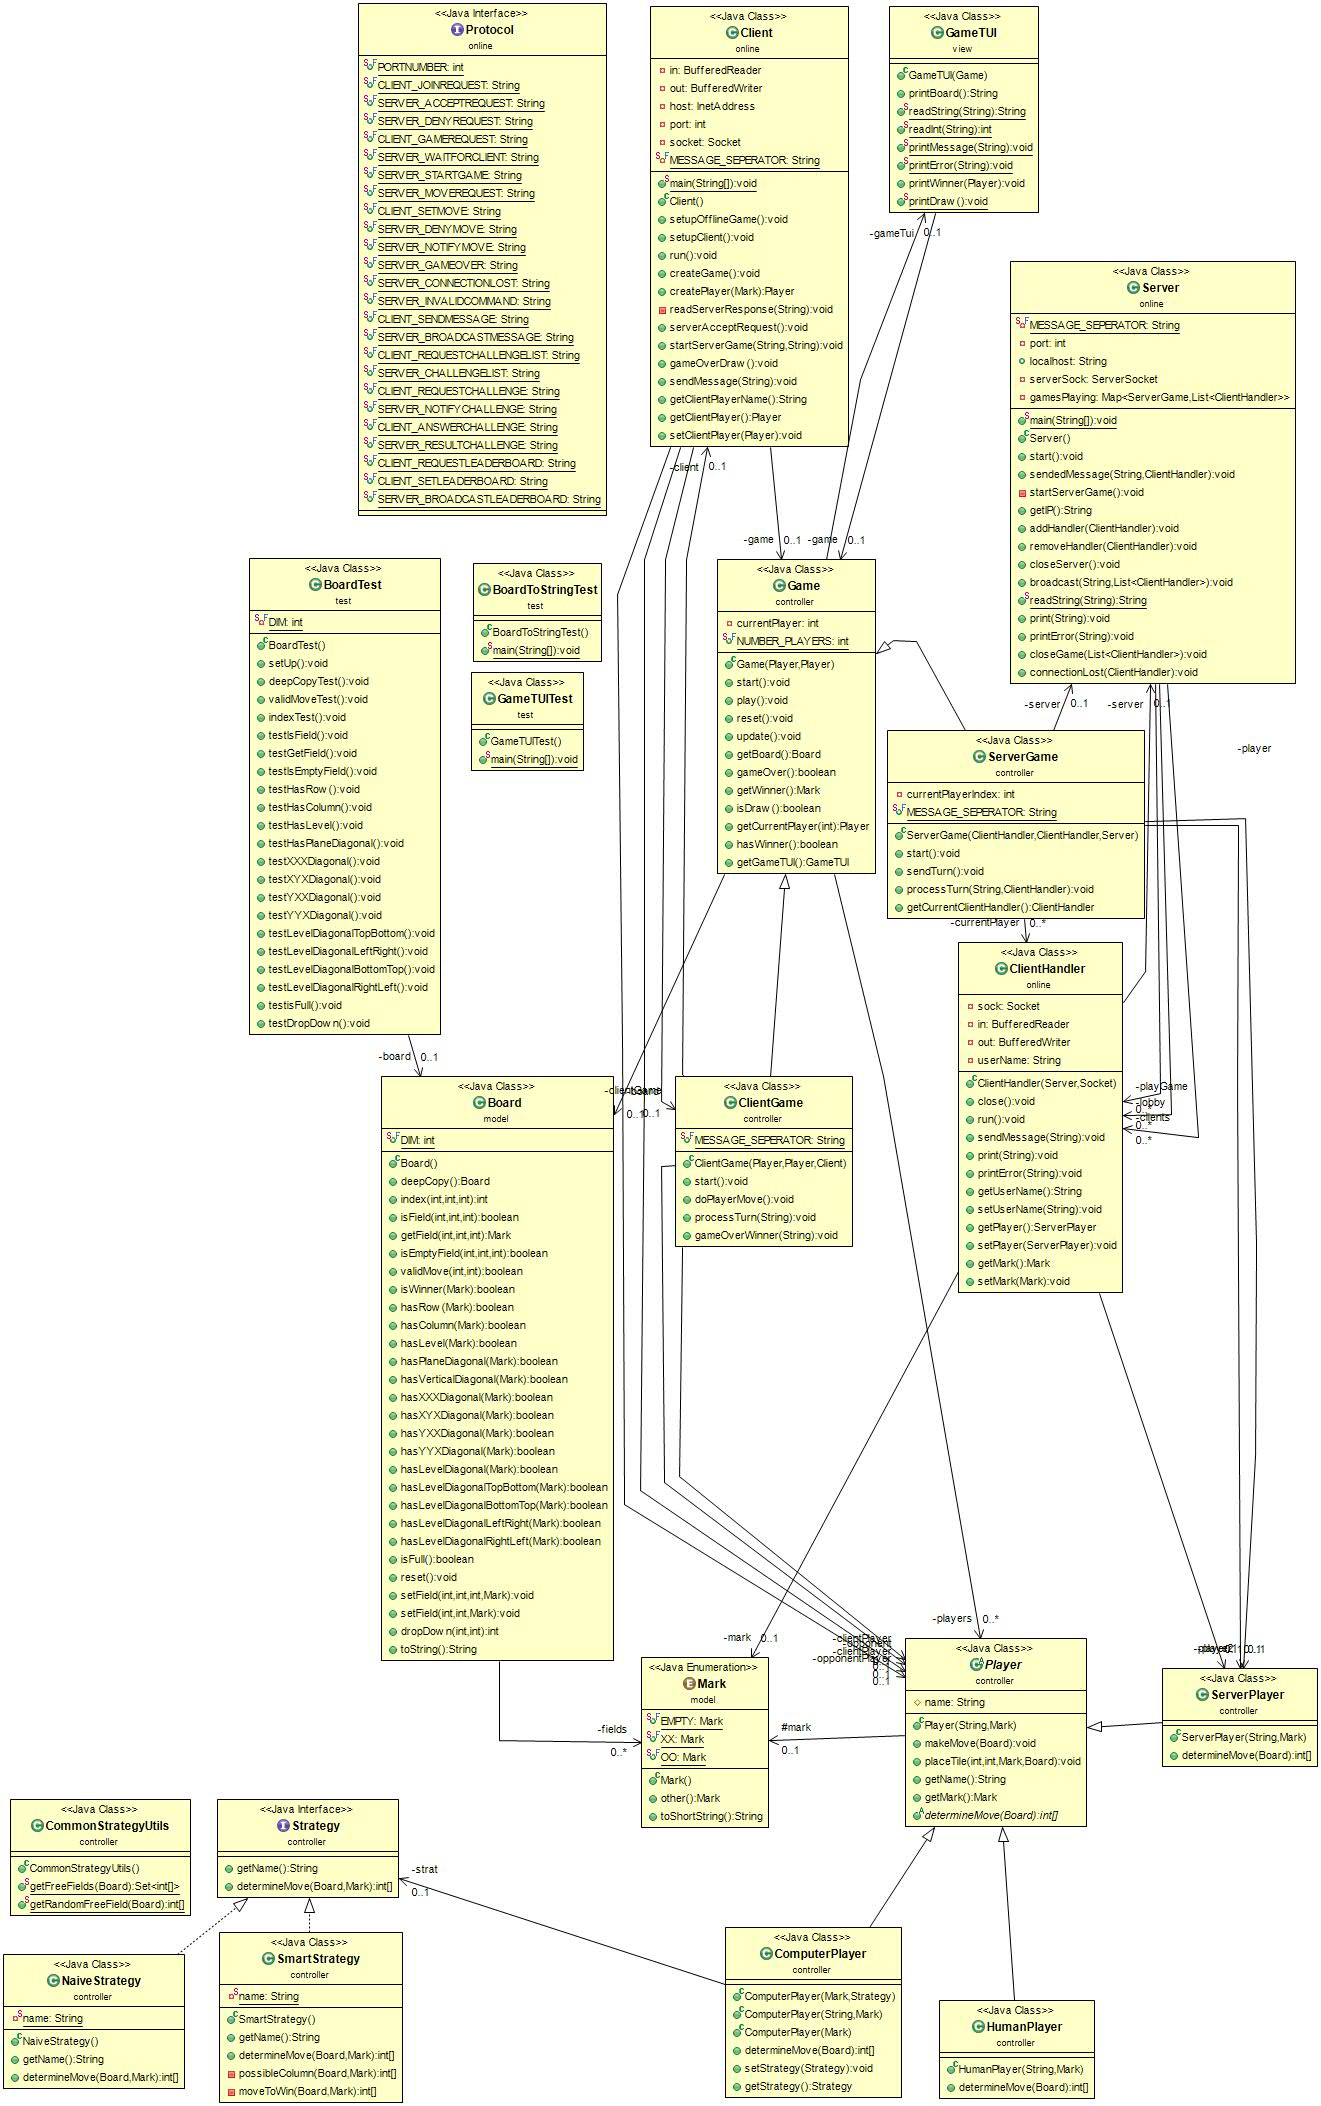 <<Java Interface>>
Protocol
online
PORTNUMBER: int
CLIENT_JOINREQUEST: String
SERVER_ACCEPTREQUEST: String
SERVER_DENYREQUEST: String
CLIENT_GAMEREQUEST: String
SERVER_WAITFORCLIENT: String
SERVER_STARTGAME: String
SERVER_MOVEREQUEST: String
CLIENT_SETMOVE: String
SERVER_DENYMOVE: String
SERVER_NOTIFYMOVE: String
SERVER_GAMEOVER: String
SERVER_CONNECTIONLOST: String
SERVER_INVALIDCOMMAND: String
CLIENT_SENDMESSAGE: String
SERVER_BROADCASTMESSAGE: String
CLIENT_REQUESTCHALLENGELIST: String
SERVER_CHALLENGELIST: String
CLIENT_REQUESTCHALLENGE: String
SERVER_NOTIFYCHALLENGE: String
CLIENT_ANSWERCHALLENGE: String
SERVER_RESULTCHALLENGE: String
CLIENT_REQUESTLEADERBOARD: String
CLIENT_SETLEADERBOARD: String
SERVER_BROADCASTLEADERBOARD: String
<<Java Class>>
Client
online
in: BufferedReader
out: BufferedWriter
host: InetAddress
port: int
socket: Socket
MESSAGE_SEPERATOR: String
main(String[]):void
Client()
setupOfflineGame():void
setupClient():void
run():void
createGame():void
createPlayer(Mark):Player
readServerResponse(String):void
serverAcceptRequest():void
startServerGame(String,String):void
gameOverDraw():void
sendMessage(String):void
getClientPlayerName():String
getClientPlayer():Player
setClientPlayer(Player):void
<<Java Class>>
GameTUI
view
GameTUI(Game)
printBoard():String
readString(String):String
readInt(String):int
printMessage(String):void
printError(String):void
printWinner(Player):void
printDraw():void
-gameTui
0..1
<<Java Class>>
Server
online
MESSAGE_SEPERATOR: String
port: int
localhost: String
serverSock: ServerSocket
gamesPlaying: Map<ServerGame,List<ClientHandler>>
main(String[]):void
Server()
start():void
sendedMessage(String,ClientHandler):void
startServerGame():void
getIP():String
addHandler(ClientHandler):void
removeHandler(ClientHandler):void
closeServer():void
broadcast(String,List<ClientHandler>):void
readString(String):String
print(String):void
printError(String):void
closeGame(List<ClientHandler>):void
connectionLost(ClientHandler):void
-client
0..1
-game
0..1
-game
0..1
<<Java Class>>
BoardTest
test
DIM: int
BoardTest()
setUp():void
deepCopyTest():void
validMoveTest():void
indexTest():void
testIsField():void
testGetField():void
testIsEmptyField():void
testHasRow():void
testHasColumn():void
testHasLevel():void
testHasPlaneDiagonal():void
testXXXDiagonal():void
testXYXDiagonal():void
testYXXDiagonal():void
testYYXDiagonal():void
testLevelDiagonalTopBottom():void
testLevelDiagonalLeftRight():void
testLevelDiagonalBottomTop():void
testLevelDiagonalRightLeft():void
testisFull():void
testDropDown():void
<<Java Class>>
BoardToStringTest
test
BoardToStringTest()
main(String[]):void
<<Java Class>>
GameTUITest
test
GameTUITest()
main(String[]):void
<<Java Class>>
Game
controller
currentPlayer: int
NUMBER_PLAYERS: int
Game(Player,Player)
start():void
play():void
reset():void
update():void
getBoard():Board
gameOver():boolean
getWinner():Mark
isDraw():boolean
getCurrentPlayer(int):Player
hasWinner():boolean
getGameTUI():GameTUI
-server
0..1
-server
0..1
-player
<<Java Class>>
ServerGame
controller
currentPlayerIndex: int
MESSAGE_SEPERATOR: String
ServerGame(ClientHandler,ClientHandler,Server)
start():void
sendTurn():void
processTurn(String,ClientHandler):void
getCurrentClientHandler():ClientHandler
-currentPlayer
0..*
<<Java Class>>
ClientHandler
online
sock: Socket
in: BufferedReader
out: BufferedWriter
userName: String
ClientHandler(Server,Socket)
close():void
run():void
sendMessage(String):void
print(String):void
printError(String):void
getUserName():String
setUserName(String):void
getPlayer():ServerPlayer
setPlayer(ServerPlayer):void
getMark():Mark
setMark(Mark):void
-playGame
-lobby
0..*
-clients
0..*
-board
0..1
<<Java Class>>
Board
model
DIM: int
Board()
deepCopy():Board
index(int,int,int):int
isField(int,int,int):boolean
getField(int,int,int):Mark
isEmptyField(int,int,int):boolean
validMove(int,int):boolean
isWinner(Mark):boolean
hasRow(Mark):boolean
hasColumn(Mark):boolean
hasLevel(Mark):boolean
hasPlaneDiagonal(Mark):boolean
hasVerticalDiagonal(Mark):boolean
hasXXXDiagonal(Mark):boolean
hasXYXDiagonal(Mark):boolean
hasYXXDiagonal(Mark):boolean
hasYYXDiagonal(Mark):boolean
hasLevelDiagonal(Mark):boolean
hasLevelDiagonalTopBottom(Mark):boolean
hasLevelDiagonalBottomTop(Mark):boolean
hasLevelDiagonalLeftRight(Mark):boolean
hasLevelDiagonalRightLeft(Mark):boolean
isFull():boolean
reset():void
setField(int,int,int,Mark):void
setField(int,int,Mark):void
dropDown(int,int):int
toString():String
-clientGame
-board
0..1
0..1
<<Java Class>>
ClientGame
controller
MESSAGE_SEPERATOR: String
ClientGame(Player,Player,Client)
start():void
doPlayerMove():void
processTurn(String):void
gameOverWinner(String):void
-players
0..*
-mark
0..1
-clientPlayer
-opponent
-clientPlayer
-opponentPlayer
0..1
0..1
<<Java Enumeration>>
Mark
model
EMPTY: Mark
XX: Mark
OO: Mark
Mark()
other():Mark
toShortString():String
-fields
0..*
#mark
0..1
<<Java Class>>
Player
controller
name: String
Player(String,Mark)
makeMove(Board):void
placeTile(int,int,Mark,Board):void
getName():String
getMark():Mark
determineMove(Board):int[]
<<Java Class>>
ServerPlayer
controller
ServerPlayer(String,Mark)
determineMove(Board):int[]
<<Java Class>>
CommonStrategyUtils
controller
CommonStrategyUtils()
getFreeFields(Board):Set<int[]>
getRandomFreeField(Board):int[]
<<Java Interface>>
Strategy
controller
getName():String
determineMove(Board,Mark):int[]
-strat
0..1
<<Java Class>>
NaiveStrategy
controller
name: String
NaiveStrategy()
getName():String
determineMove(Board,Mark):int[]
<<Java Class>>
SmartStrategy
controller
name: String
SmartStrategy()
getName():String
determineMove(Board,Mark):int[]
possibleColumn(Board,Mark):int[]
moveToWin(Board,Mark):int[]
<<Java Class>>
ComputerPlayer
controller
ComputerPlayer(Mark,Strategy)
ComputerPlayer(String,Mark)
ComputerPlayer(Mark)
determineMove(Board):int[]
setStrategy(Strategy):void
getStrategy():Strategy
<<Java Class>>
HumanPlayer
controller
HumanPlayer(String,Mark)
determineMove(Board):int[]